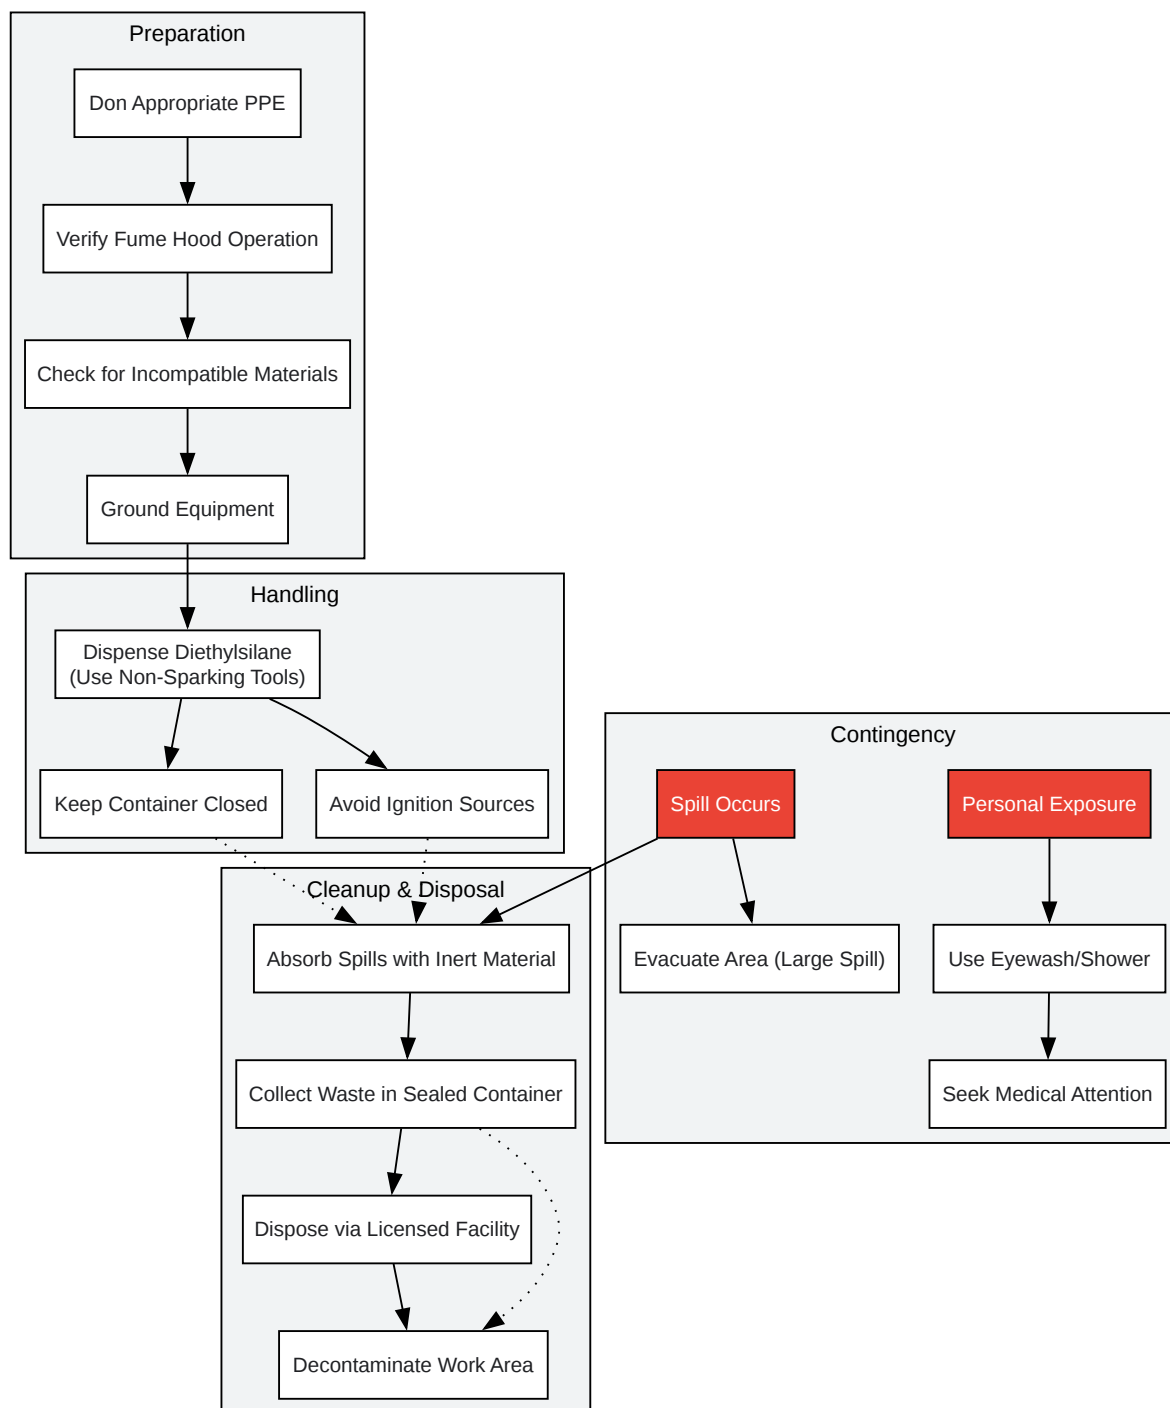 Preparation
Don Appropriate PPE
Verify Fume Hood Operation
Check for Incompatible Materials
Ground Equipment
Handling
Dispense Diethylsilane
(Use Non-Sparking Tools)
Keep Container Closed
Avoid Ignition Sources
Contingency
Spill Occurs
Personal Exposure
Evacuate Area (Large Spill)
Use Eyewash/Shower
Seek Medical Attention
Cleanup & Disposal
Absorb Spills with Inert Material
Collect Waste in Sealed Container
Dispose via Licensed Facility
Decontaminate Work Area